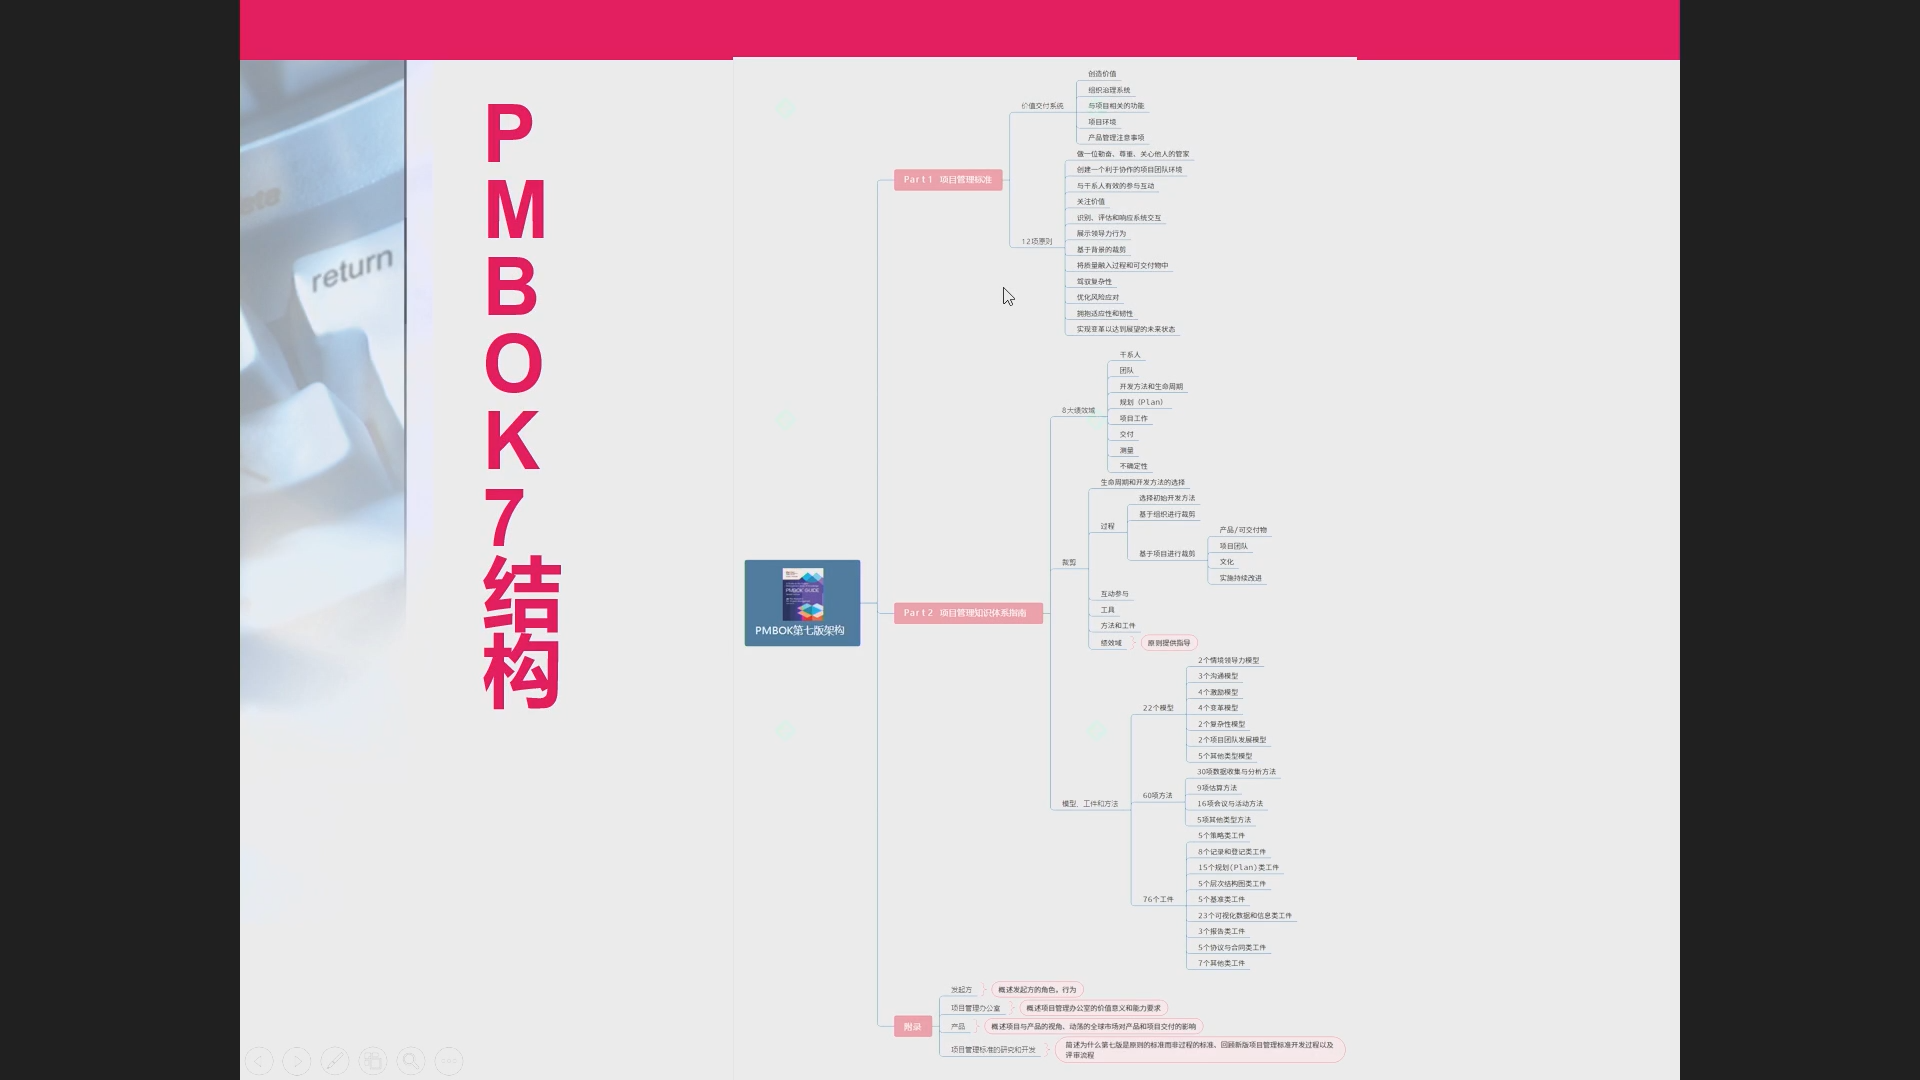 P
M
B
O
K
7
结
构
return
PMBOK GUIDE
PMBOK第七版架构
Part1 项目管理标准
价值交付系统
创造价值
组织治理系统
与项目相关的功能
项目环境
产品管理注意事项
12项原则
做一位勤奋、尊重、关心他人的管家
创建一个利于协作的项目团队环境
与干系人有效的参与互动
关注价值
识别、评估和响应系统交互
展示领导力行为
基于背景的裁剪
将质量融入过程和可交付物中
驾驭复杂性
优化风险应对
拥抱适应性和韧性
实现变革以达到展望的未来状态
Part2 项目管理知识体系指南
8大绩效域
干系人
团队
开发方法和生命周期
规划（Plan）
项目工作
交付
测量
不确定性
裁剪
生命周期和开发方法的选择
过程
选择初始开发方法
基于组织进行裁剪
基于项目进行裁剪
产品/可交付物
项目团队
文化
实施持续改进
互动参与
工具
方法和工件
绩效域
原则提供指导
模型、工件和方法
22个模型
2个情境领导力模型
3个沟通模型
4个激励模型
4个变革模型
2个复杂性模型
2个项目团队发展模型
5个其他类型模型
60项方法
30项数据收集与分析方法
9项估算方法
16项会议与活动方法
5项其他类型方法
76个工件
5个策略类工件
8个记录和登记类工件
15个规划(Plan)类工件
5个层次结构图类工件
5个基准类工件
23个可视化数据和信息类工件
3个报告类工件
5个协议与合同类工件
7个其他类工件
附录
发起方
概述发起方的角色，行为
项目管理办公室
概述项目管理办公室的价值意义和能力要求
产品
概述项目与产品的视角、动荡的全球市场对产品和项目交付的影响
项目管理标准的研究和开发
简述为什么第七版是原则的标准而非过程的标准、回顾新版项目管理标准开发过程以及
评审流程